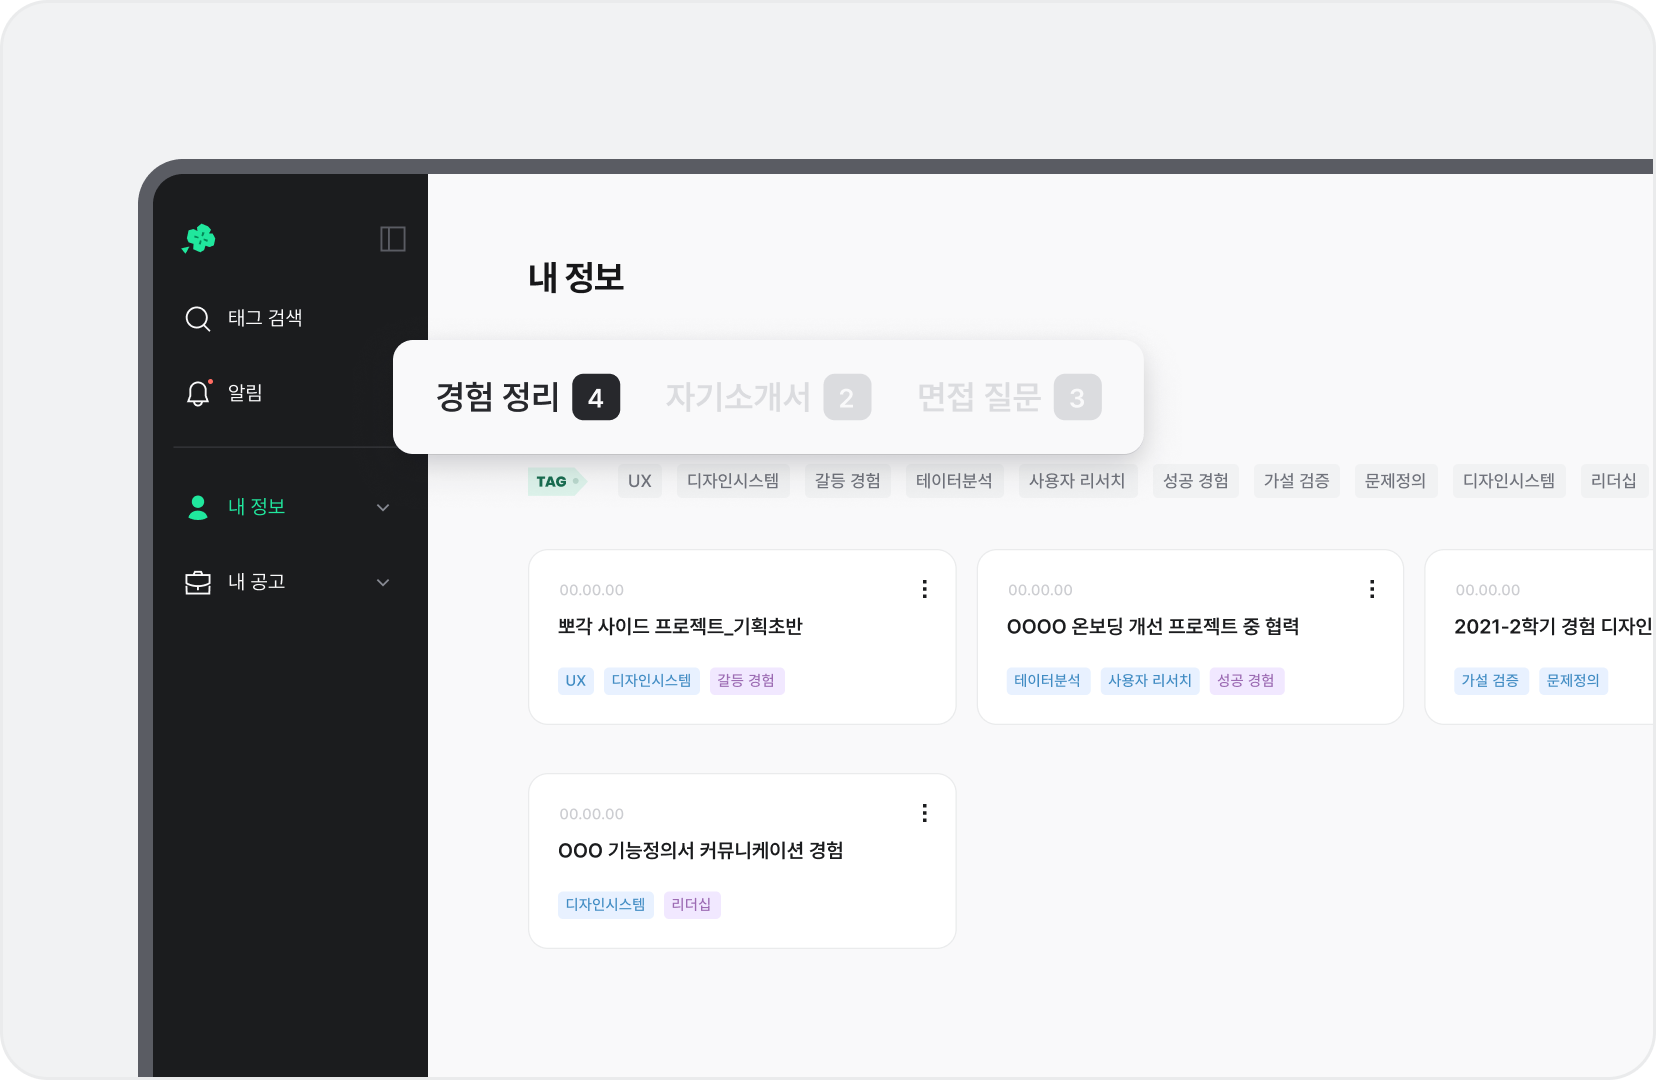 태그 검색
알림
내 정보
내 공고
내 정보
경험 정리 4 자기소개서 2 면접 질문 3
TAG UX 디자인시스템 갈등 경험 테이터분석 사용자 리서치 성공 경험 가설 검증 문제정의 디자인시스템 리더십
00.00.00
뽀각 사이드 프로젝트_기획초반
UX 디자인시스템 갈등 경험
00.00.00
OOOO 온보딩 개선 프로젝트 중 협력
테이터분석 사용자 리서치 성공 경험
00.00.00
2021-2학기 경험 디자인
가설 검증 문제정의
00.00.00
OOO 기능정의서 커뮤니케이션 경험
디자인시스템 리더십